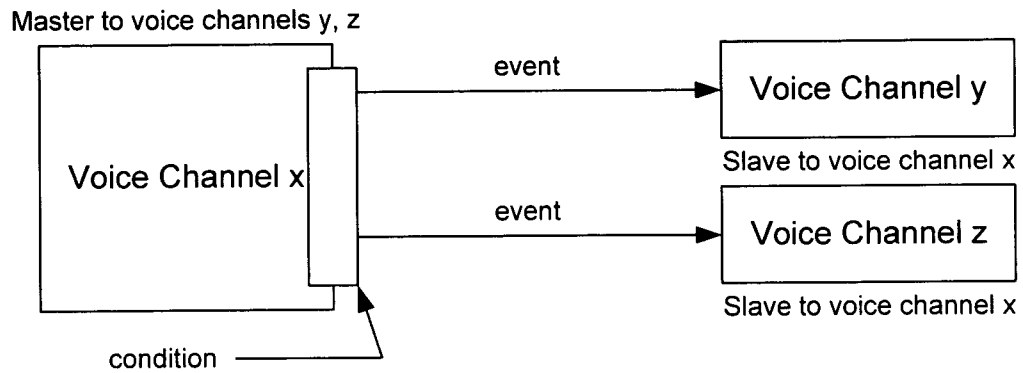 Master to voice channels y, z
event
Voice Channel y
Voice Channel x
Slave to voice channel x
event
Voice Channel z
Slave to voice channel x
condition